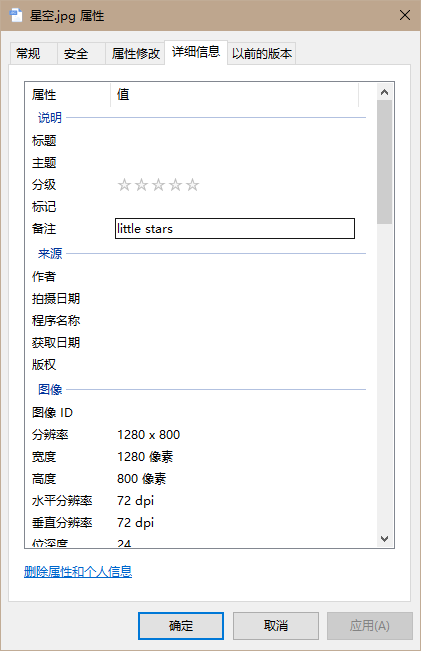 星空.jpg 属性
常规 安全 属性修改 详细信息 以前的版本
属性 值
说明
标题
主题
分级
标记
备注 little stars
来源
作者
拍摄日期
程序名称
获取日期
版权
图像
图像 ID
分辨率 1280 x 800
宽度 1280 像素
高度 800 像素
水平分辨率 72 dpi
垂直分辨率 72 dpi
位深度 24
删除属性和个人信息
确定 取消 应用(A)